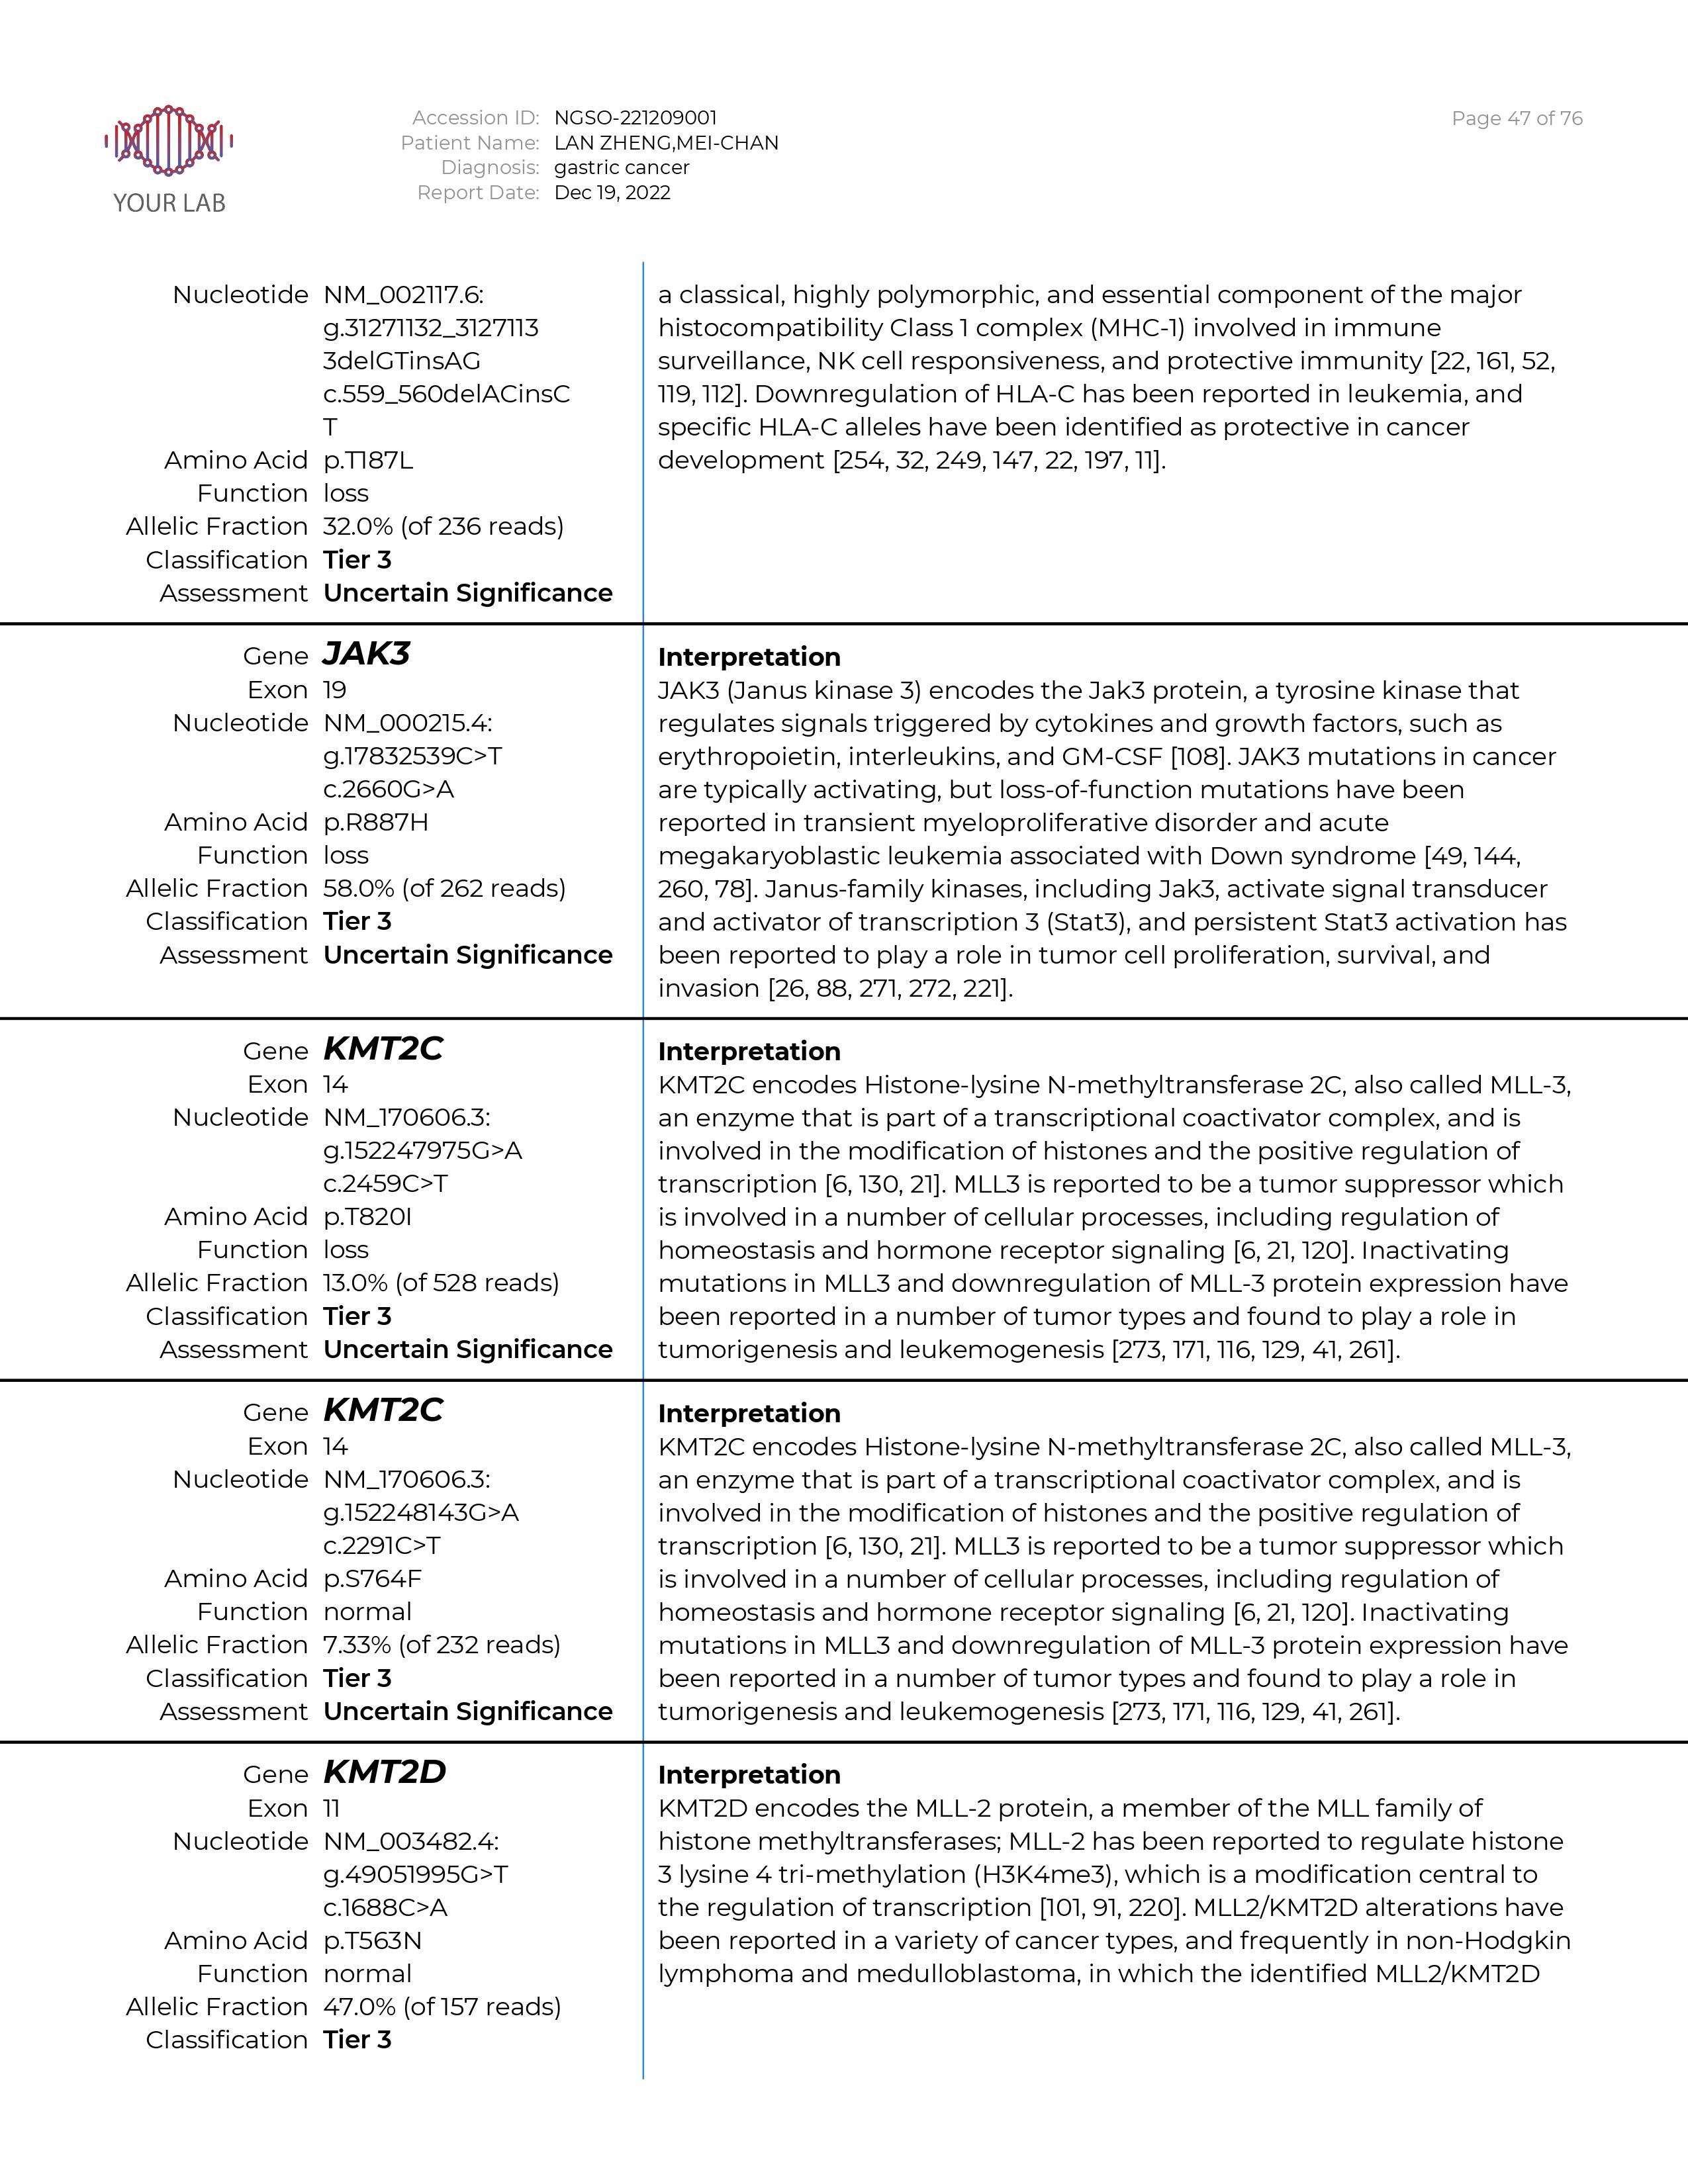 YOUR LAB
Accession ID: NGSO-221209001
Patient Name: LAN ZHENG,MEI-CHAN
Diagnosis: gastric cancer
Report Date: Dec 19, 2022
Page 47 of 76
Nucleotide NM_002117.6:
g.31271132_3127113
3delGTinsAG
c.559_560delACinsC
T
Amino Acid p.T187L
Function loss
Allelic Fraction 32.0% (of 236 reads)
Classification Tier 3
Assessment Uncertain Significance
a classical, highly polymorphic, and essential component of the major
histocompatibility Class 1 complex (MHC-1) involved in immune
surveillance, NK cell responsiveness, and protective immunity [22, 161, 52,
119, 112]. Downregulation of HLA-C has been reported in leukemia, and
specific HLA-C alleles have been identified as protective in cancer
development [254, 32, 249, 147, 22, 197, 11].
Gene JAK3
Exon 19
Nucleotide NM_000215.4:
g.17832539C>T
c.2660G>A
Amino Acid p.R887H
Function loss
Allelic Fraction 58.0% (of 262 reads)
Classification Tier 3
Assessment Uncertain Significance
Interpretation
JAK3 (Janus kinase 3) encodes the Jak3 protein, a tyrosine kinase that
regulates signals triggered by cytokines and growth factors, such as
erythropoietin, interleukins, and GM-CSF [108]. JAK3 mutations in cancer
are typically activating, but loss-of-function mutations have been
reported in transient myeloproliferative disorder and acute
megakaryoblastic leukemia associated with Down syndrome [49, 144,
260, 78]. Janus-family kinases, including Jak3, activate signal transducer
and activator of transcription 3 (Stat3), and persistent Stat3 activation has
been reported to play a role in tumor cell proliferation, survival, and
invasion [26, 88, 271, 272, 221].
Gene KMT2C
Exon 14
Nucleotide NM_170606.3:
g.152247975G>A
c.2459C>T
Amino Acid p.T820I
Function loss
Allelic Fraction 13.0% (of 528 reads)
Classification Tier 3
Assessment Uncertain Significance
Interpretation
KMT2C encodes Histone-lysine N-methyltransferase 2C, also called MLL-3,
an enzyme that is part of a transcriptional coactivator complex, and is
involved in the modification of histones and the positive regulation of
transcription [6, 130, 21]. MLL3 is reported to be a tumor suppressor which
is involved in a number of cellular processes, including regulation of
homeostasis and hormone receptor signaling [6, 21, 120]. Inactivating
mutations in MLL3 and downregulation of MLL-3 protein expression have
been reported in a number of tumor types and found to play a role in
tumorigenesis and leukemogenesis [273, 171, 116, 129, 41, 261].
Gene KMT2C
Exon 14
Nucleotide NM_170606.3:
g.152248143G>A
c.2291C>T
Amino Acid p.S764F
Function normal
Allelic Fraction 7.33% (of 232 reads)
Classification Tier 3
Assessment Uncertain Significance
Interpretation
KMT2C encodes Histone-lysine N-methyltransferase 2C, also called MLL-3,
an enzyme that is part of a transcriptional coactivator complex, and is
involved in the modification of histones and the positive regulation of
transcription [6, 130, 21]. MLL3 is reported to be a tumor suppressor which
is involved in a number of cellular processes, including regulation of
homeostasis and hormone receptor signaling [6, 21, 120]. Inactivating
mutations in MLL3 and downregulation of MLL-3 protein expression have
been reported in a number of tumor types and found to play a role in
tumorigenesis and leukemogenesis [273, 171, 116, 129, 41, 261].
Gene KMT2D
Exon 11
Nucleotide NM_003482.4:
g.49051995G>T
c.1688C>A
Amino Acid p.T563N
Function normal
Allelic Fraction 47.0% (of 157 reads)
Classification Tier 3
Interpretation
KMT2D encodes the MLL-2 protein, a member of the MLL family of
histone methyltransferases; MLL-2 has been reported to regulate histone
3 lysine 4 tri-methylation (H3K4me3), which is a modification central to
the regulation of transcription [101, 91, 220]. MLL2/KMT2D alterations have
been reported in a variety of cancer types, and frequently in non-Hodgkin
lymphoma and medulloblastoma, in which the identified MLL2/KMT2D